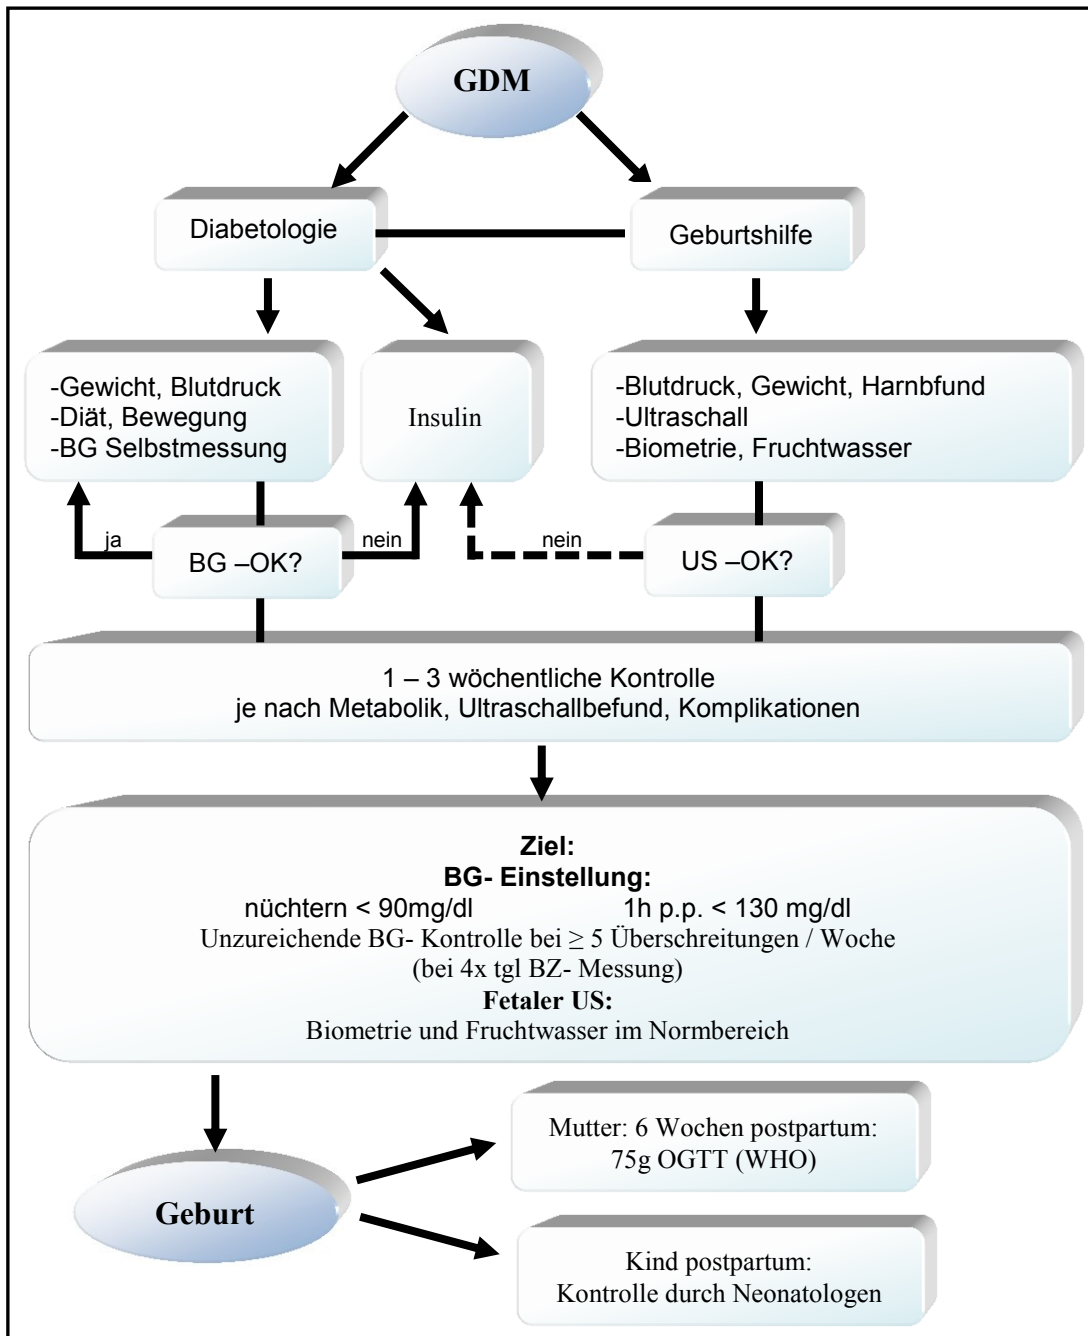 GDM
Diabetologie
Geburtshilfe
-Gewicht, Blutdruck
-Diät, Bewegung
-BG Selbstmessung
Insulin
-Blutdruck, Gewicht, Harnbfund
-Ultraschall
-Biometrie, Fruchtwasser
ja
BG –OK?
nein
nein
US –OK?
1 – 3 wöchentliche Kontrolle
je nach Metabolik, Ultraschallbefund, Komplikationen
Ziel:
BG- Einstellung:
nüchtern < 90mg/dl 1h p.p. < 130 mg/dl
Unzureichende BG- Kontrolle bei ≥ 5 Überschreitungen / Woche
(bei 4x tgl BZ- Messung)
Fetaler US:
Biometrie und Fruchtwasser im Normbereich
Geburt
Mutter: 6 Wochen postpartum:
75g OGTT (WHO)
Kind postpartum:
Kontrolle durch Neonatologen